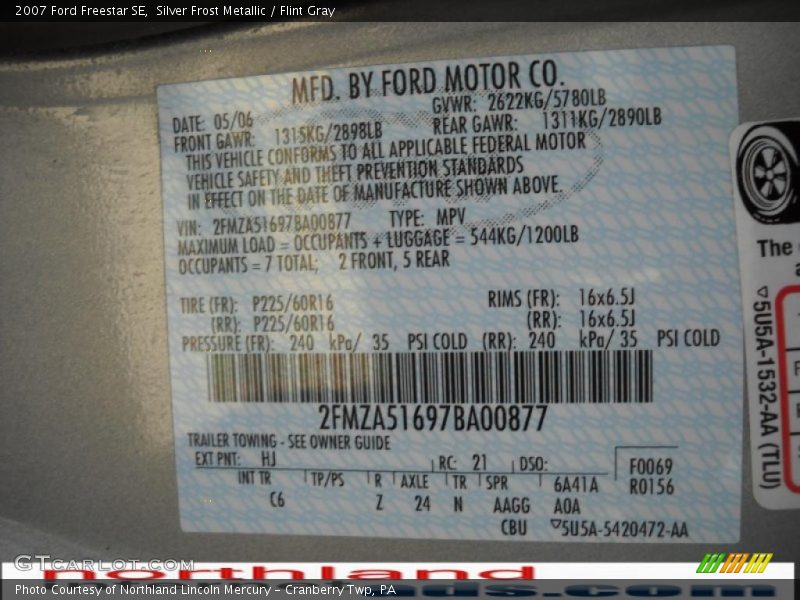 2007 Ford Freestar SE,  Silver Frost Metallic / Flint Gray
MFD. BY FORD MOTOR CO.
DATE: 05/06
GVWR: 2622KG/5780LB
FRONT GAWR: 1315KG/2898LB
REAR GAWR: 1311KG/2890LB
THIS VEHICLE CONFORMS TO ALL APPLICABLE FEDERAL MOTOR
VEHICLE SAFETY AND THEFT PREVENTION STANDARDS
IN EFFECT ON THE DATE OF MANUFACTURE SHOWN ABOVE.
VIN: 2FMZA51697BA00877 TYPE: MPV
MAXIMUM LOAD = OCCUPANTS + LUGGAGE = 544KG/1200LB
OCCUPANTS = 7 TOTAL; 2 FRONT, 5 REAR
TIRE (FR): P225/60R16 RIMS (FR): 16x6.5J
(RR): P225/60R16 (RR): 16x6.5J
PRESSURE (FR): 240 kPa/ 35 PSI COLD (RR): 240 kPa/ 35 PSI COLD
2FMZA51697BA00877
TRAILER TOWING - SEE OWNER GUIDE
EXT PNT: HJ RC: 21 DSO: F0069
INT TR TP/PS R AXLE TR SPR 6A41A R0156
C6 Z 24 N AAGG A0A
CBU 5U5A-5420472-AA
The
5U5A-1532-AA (TLU)
GTCarLot.com
northland
Photo Courtesy of Northland Lincoln Mercury - Cranberry Twp, PA